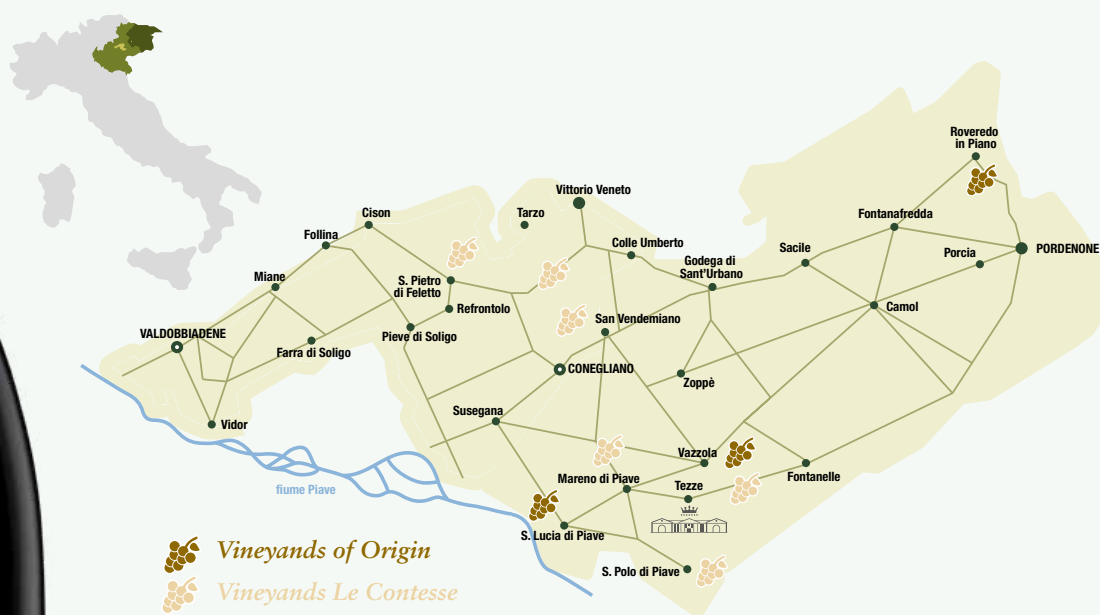 Roveredo
in Piano
Vittorio Veneto
Cison
Tarzo
Fontanafredda
Follina
Colle Umberto
Sacile
PORDENONE
Porcia
Godega di
Sant'Urbano
Miane
S. Pietro
di Feletto
Refrontolo
Camol
San Vendemiano
VALDOBBIADENE
Pieve di Soligo
Farra di Soligo
CONEGLIANO
Zoppè
Susegana
Vidor
Vazzola
Mareno di Piave
Tezze
Fontanelle
fiume Piave
S. Lucia di Piave
S. Polo di Piave
Vineyands of Origin
Vineyands Le Contesse